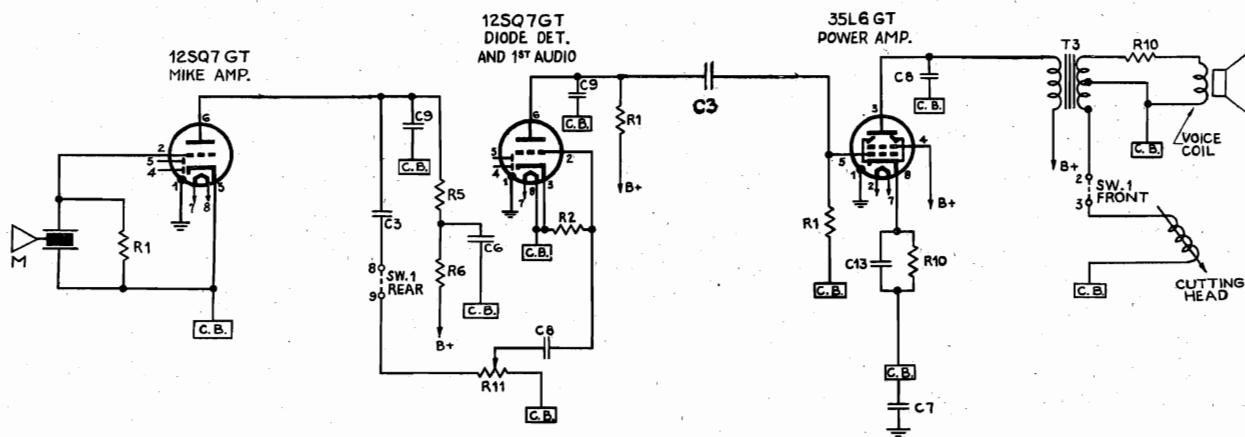 12SQ7GT
MIKE AMP.
6
2
5
4
1
7
8
3
M
R1
C.B.
C9
C.B.
R5
C3
C6
R6
8
9
SW.1
REAR
C.B.
B+
R11
C8
C.B.
12SQ7GT
DIODE DET.
AND 1ST AUDIO
6
2
5
4
1
7
8
3
C.B.
R2
C9
C.B.
R1
B+
C3
35L6GT
POWER AMP.
3
5
4
1
2
7
8
B+
R1
C.B.
C13
R10
C.B.
C7
C8
C.B.
T3
B+
R10
VOICE
COIL
C.B.
2
3
SW.1
FRONT
C.B.
CUTTING
HEAD